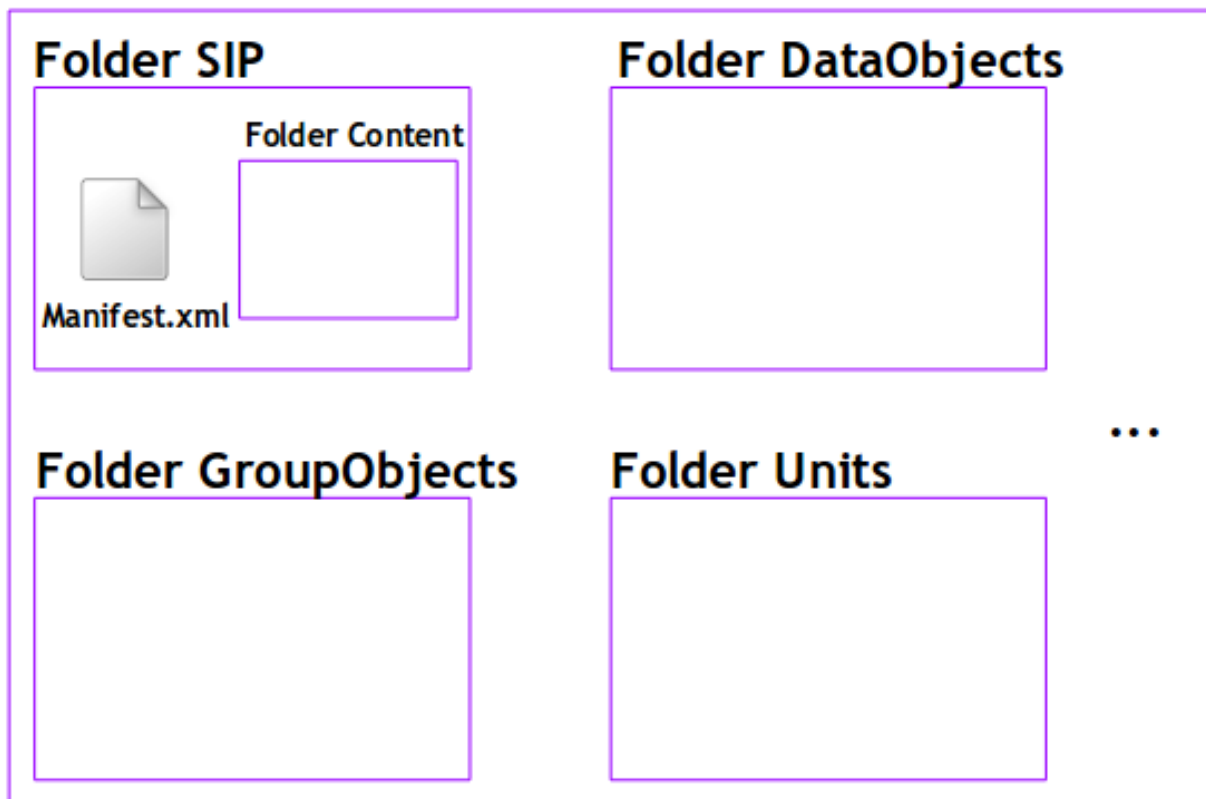 Folder SIP
Folder DataObjects
Folder Content
Manifest.xml
...
Folder GroupObjects
Folder Units